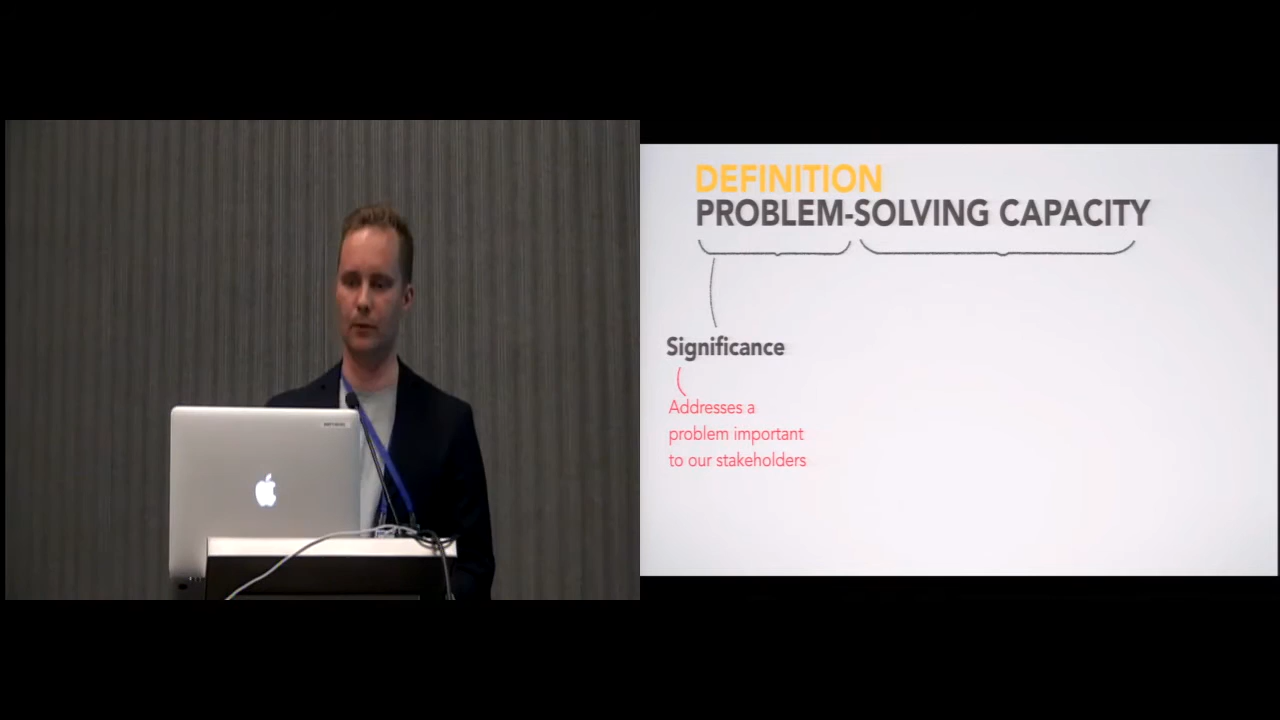 DEFINITION
PROBLEM-SOLVING CAPACITY
Significance
Addresses a
problem important
to our stakeholders